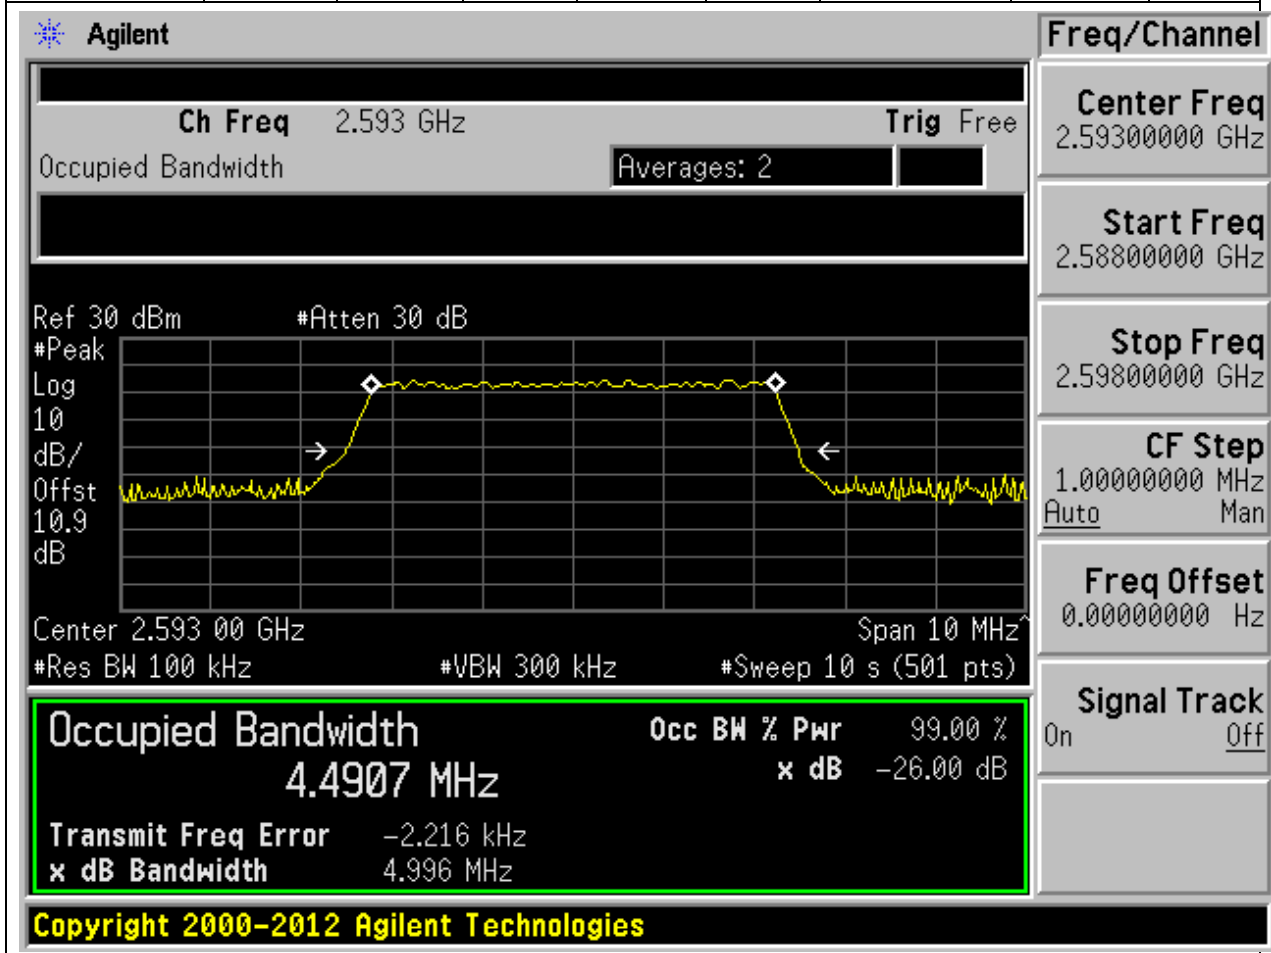 Agilent
Freq/Channel
Ch Freq 2.593 GHz Trig Free
Occupied Bandwidth Averages: 2
Center Freq
2.59300000 GHz
Start Freq
2.58800000 GHz
Stop Freq
2.59800000 GHz
CF Step
1.00000000 MHz
Auto Man
Freq Offset
0.00000000 Hz
Signal Track
On Off
Ref 30 dBm #Atten 30 dB
#Peak
Log
10
dB/
Offst
10.9
dB
Center 2.593 00 GHz Span 10 MHz^
#Res BW 100 kHz #VBW 300 kHz #Sweep 10 s (501 pts)
Occupied Bandwidth Occ BW % Pwr 99.00 %
4.4907 MHz x dB -26.00 dB
Transmit Freq Error -2.216 kHz
x dB Bandwidth 4.996 MHz
Copyright 2000-2012 Agilent Technologies